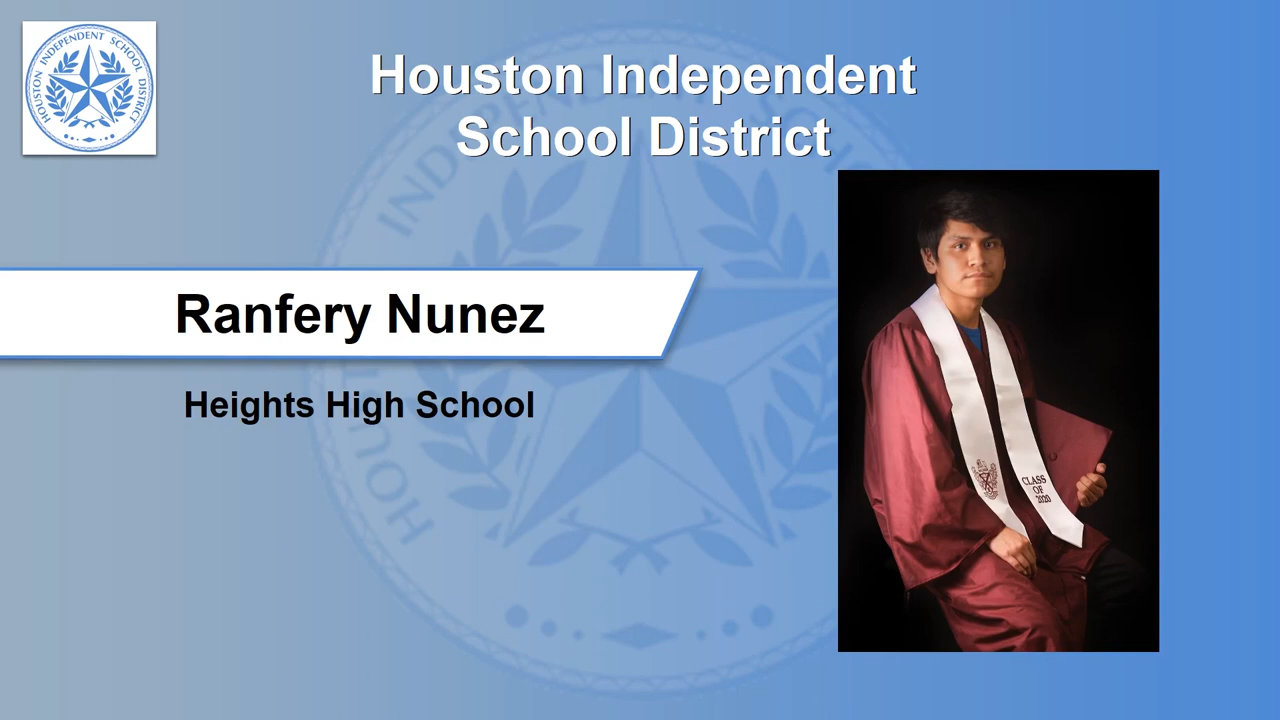 HOUSTON INDEPENDENT SCHOOL DISTRICT
Houston Independent
School District
Ranfery Nunez
Heights High School
CLASS
OF
2020